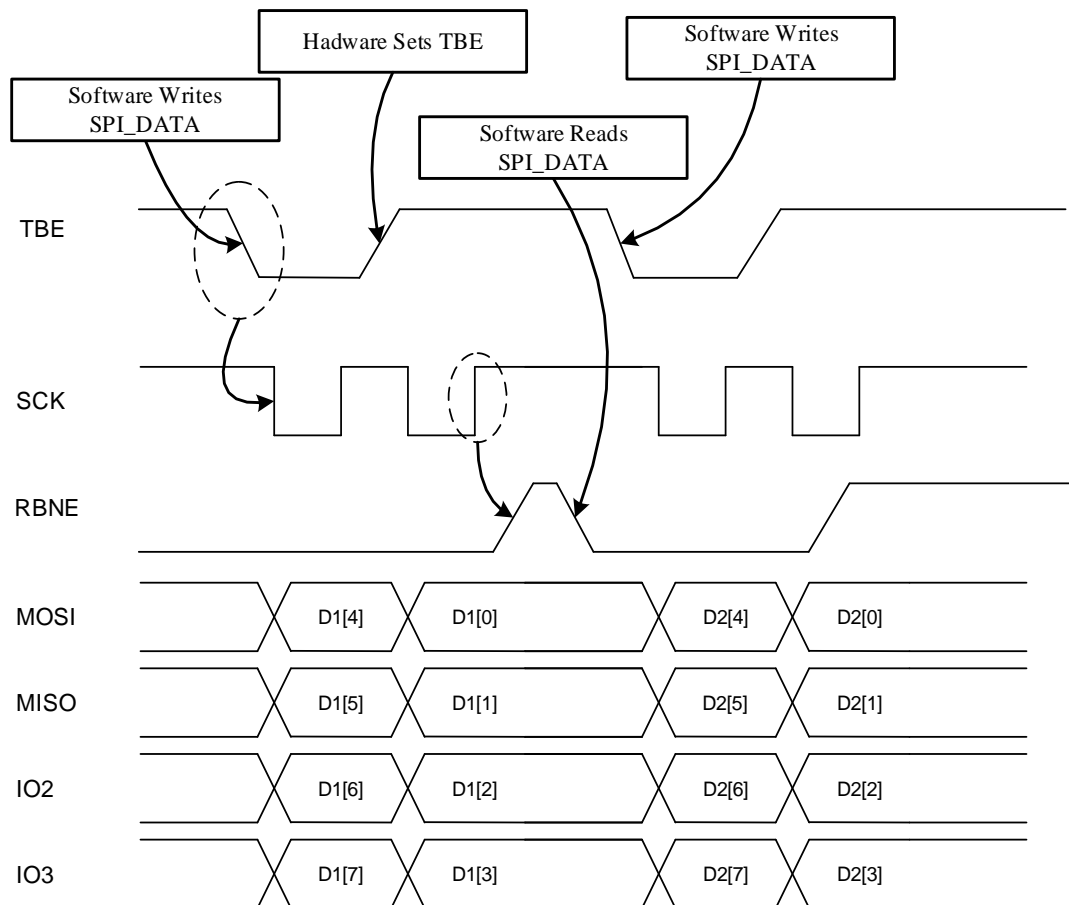 Hadware Sets TBE
Software Writes
SPI_DATA
Software Writes
SPI_DATA
Software Reads
SPI_DATA
TBE
SCK
RBNE
MOSI D1[4] D1[0] D2[4] D2[0]
MISO D1[5] D1[1] D2[5] D2[1]
IO2 D1[6] D1[2] D2[6] D2[2]
IO3 D1[7] D1[3] D2[7] D2[3]